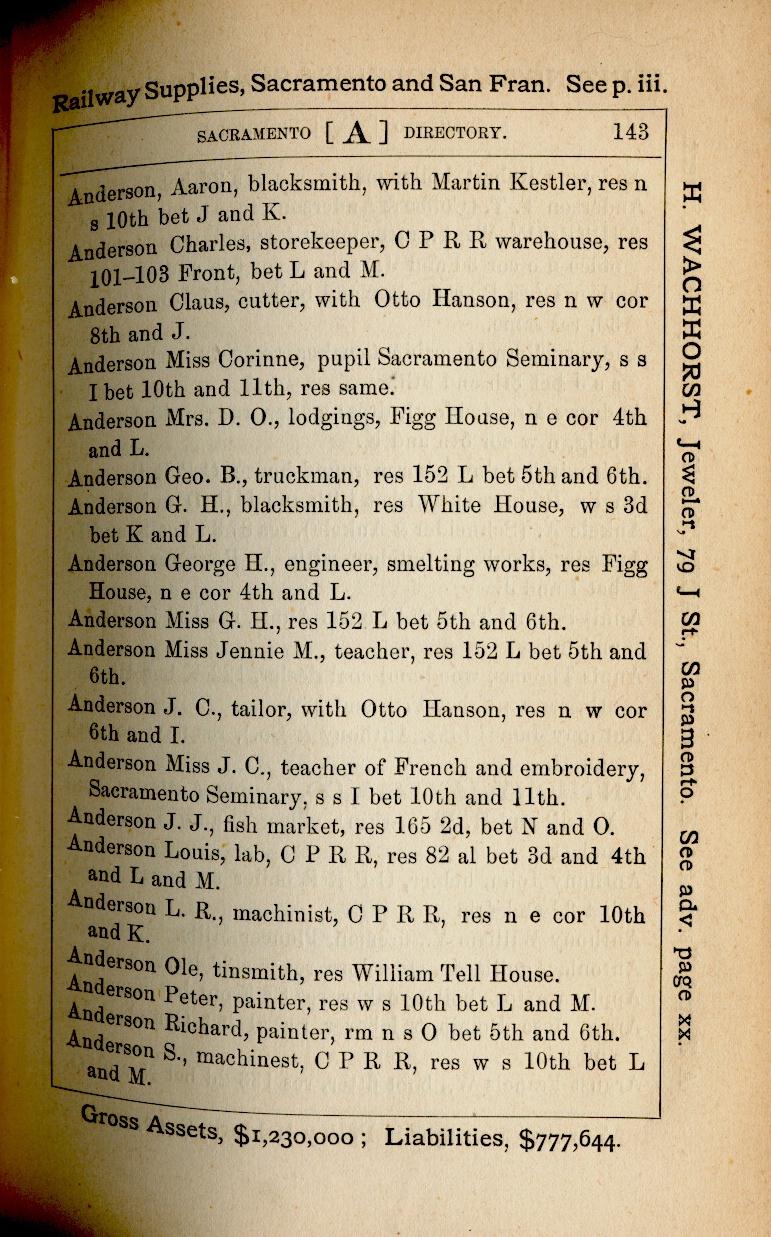 Railway Supplies, Sacramento and San Fran. See p. iii.
SACRAMENTO [ A ] DIRECTORY. 143
Anderson, Aaron, blacksmith, with Martin Kestler, res n
s 10th bet J and K.
Anderson Charles, storekeeper, C P R R warehouse, res
101–103 Front, bet L and M.
Anderson Claus, cutter, with Otto Hanson, res n w cor
8th and J.
Anderson Miss Corinne, pupil Sacramento Seminary, s s
I bet 10th and 11th, res same.
Anderson Mrs. D. O., lodgings, Figg House, n e cor 4th
and L.
Anderson Geo. B., truckman, res 152 L bet 5th and 6th.
Anderson G. H., blacksmith, res White House, w s 3d
bet K and L.
Anderson George H., engineer, smelting works, res Figg
House, n e cor 4th and L.
Anderson Miss G. H., res 152 L bet 5th and 6th.
Anderson Miss Jennie M., teacher, res 152 L bet 5th and
6th.
Anderson J. C., tailor, with Otto Hanson, res n w cor
6th and I.
Anderson Miss J. C., teacher of French and embroidery,
Sacramento Seminary, s s I bet 10th and 11th.
Anderson J. J., fish market, res 165 2d, bet N and O.
Anderson Louis, lab, C P R R, res 82 al bet 3d and 4th
and L and M.
Anderson L. R., machinist, C P R R, res n e cor 10th
and K.
Anderson Ole, tinsmith, res William Tell House.
Anderson Peter, painter, res w s 10th bet L and M.
Anderson Richard, painter, rm n s O bet 5th and 6th.
Anderson S., machinest, C P R R, res w s 10th bet L
and M.
Gross Assets, $1,230,000 ; Liabilities, $777,644.
H. WACHHORST, Jeweler, 79 J St., Sacramento. See adv. page xx.